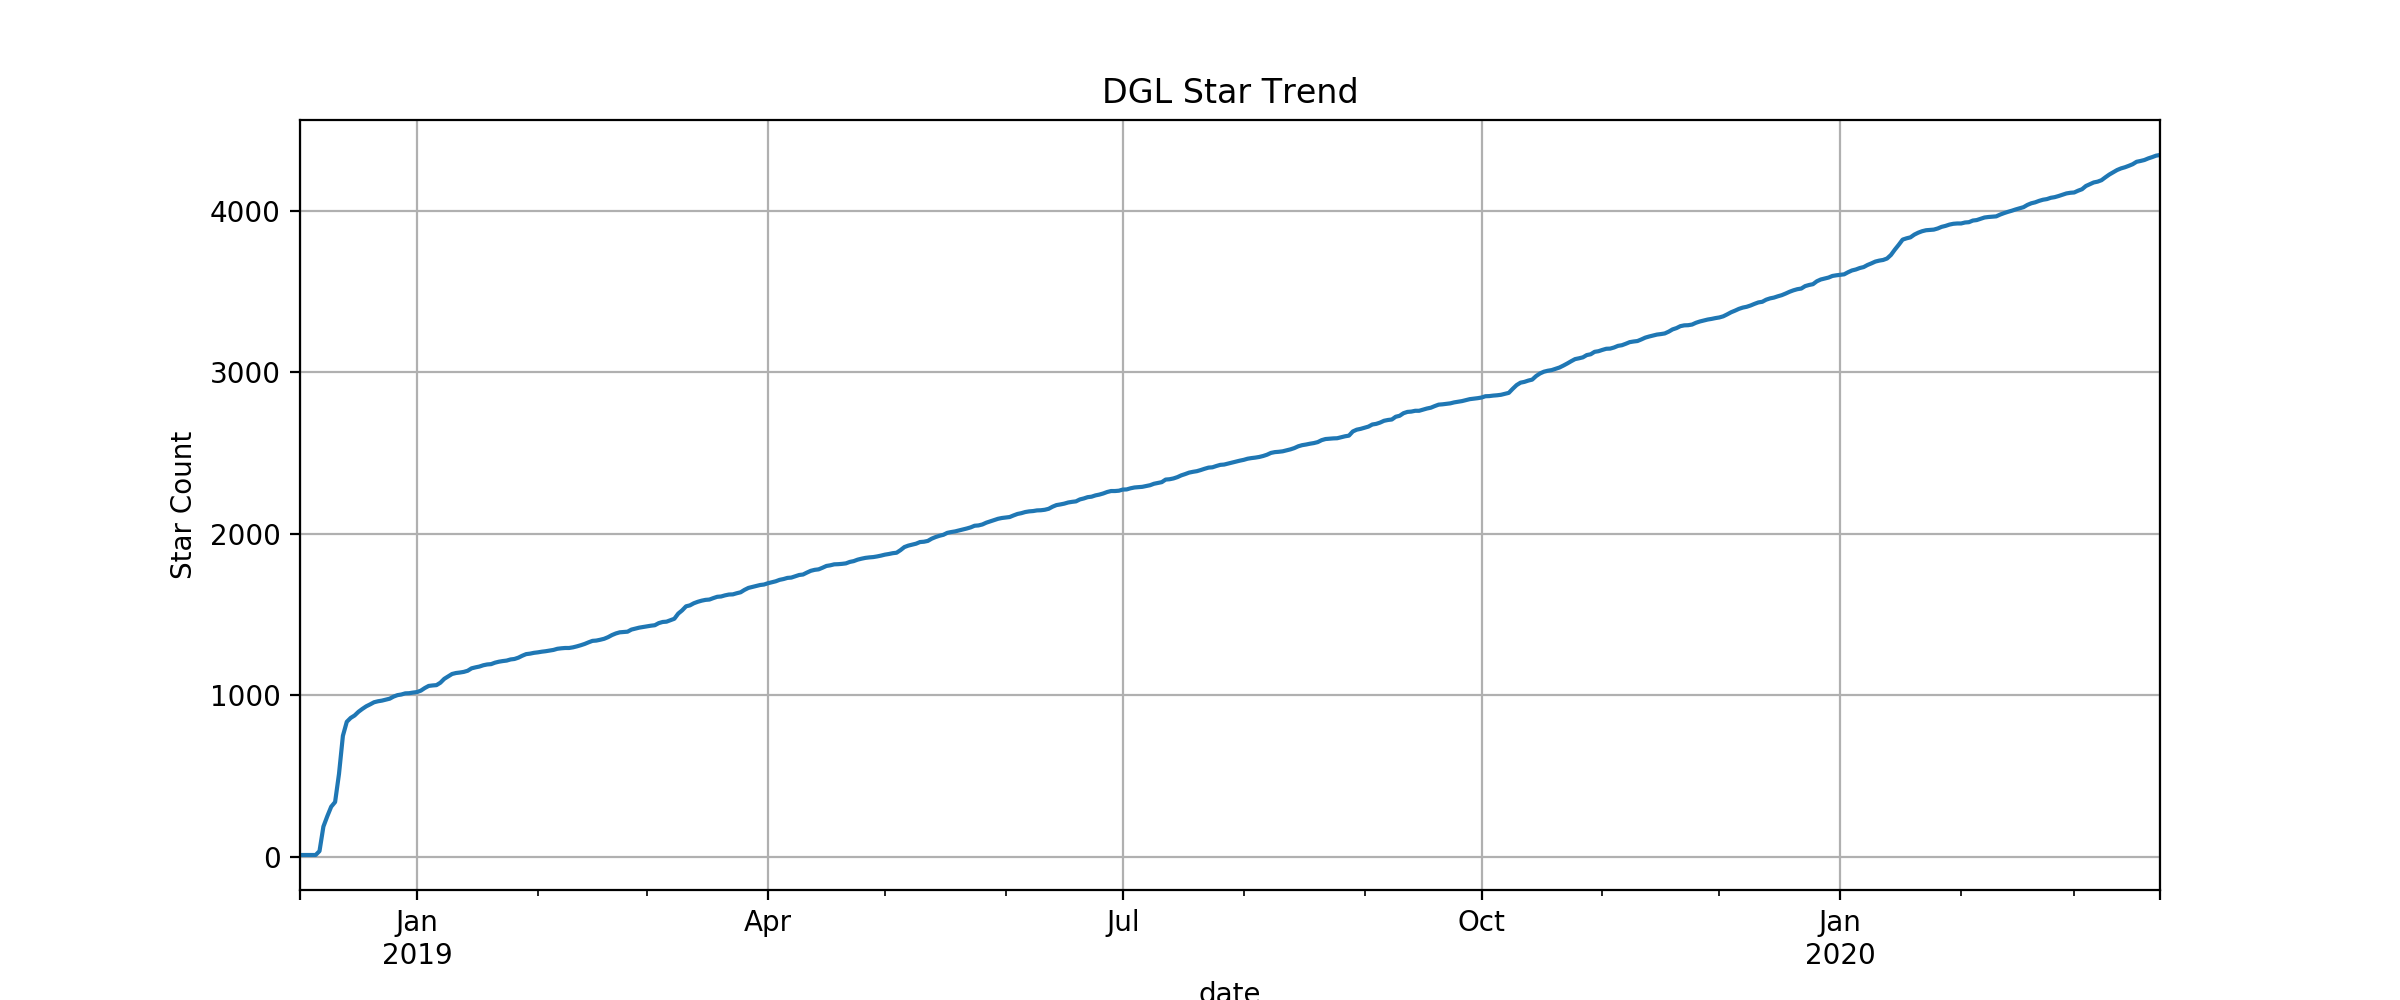 DGL Star Trend
Star Count
4000
3000
2000
1000
0
Jan
2019
Apr
Jul
Oct
Jan
2020
date